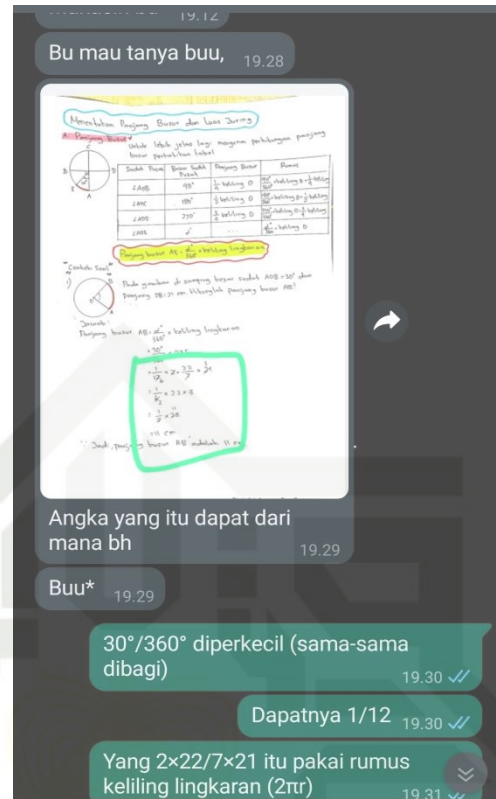 19.12
Bu mau tanya buu, 19.28
Menentukan Panjang Busur dan Luas Juring
A. Panjang Busur
Untuk lebih jelas lagi mengenai perhitungan panjang
busur perhatikan tabel
Sudut Pusat Besar Sudut Pusat Panjang Busur Rumus
∠AOB 90° 1/4 keliling O
∠AOC 180° 1/2 keliling O
∠AOD 270° 3/4 keliling O
Panjang busur AB = α/360° × keliling lingkaran
Contoh Soal
1) Pada gambar di samping besar sudut AOB = 30° dan
panjang OB = 21 cm. Hitunglah panjang busur AB!
Jawab:
Panjang busur AB = α/360° × keliling lingkaran
= 1/12 × 2 × 22/7 × 21
= 11 cm
Jadi, panjang busur AB adalah 11 cm
Angka yang itu dapat dari
mana bh 19.29
Buu* 19.29
30°/360° diperkecil (sama-sama
dibagi) 19.30
Dapatnya 1/12 19.30
Yang 2×22/7×21 itu pakai rumus
keliling lingkaran (2πr) 19.31